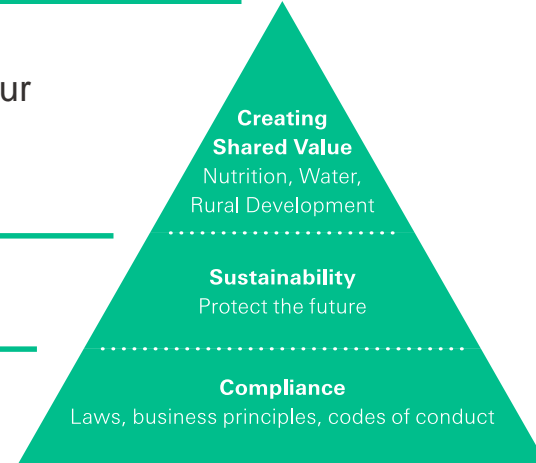 ur
Creating
Shared Value
Nutrition, Water,
Rural Development
Sustainability
Protect the future
Compliance
Laws, business principles, codes of conduct